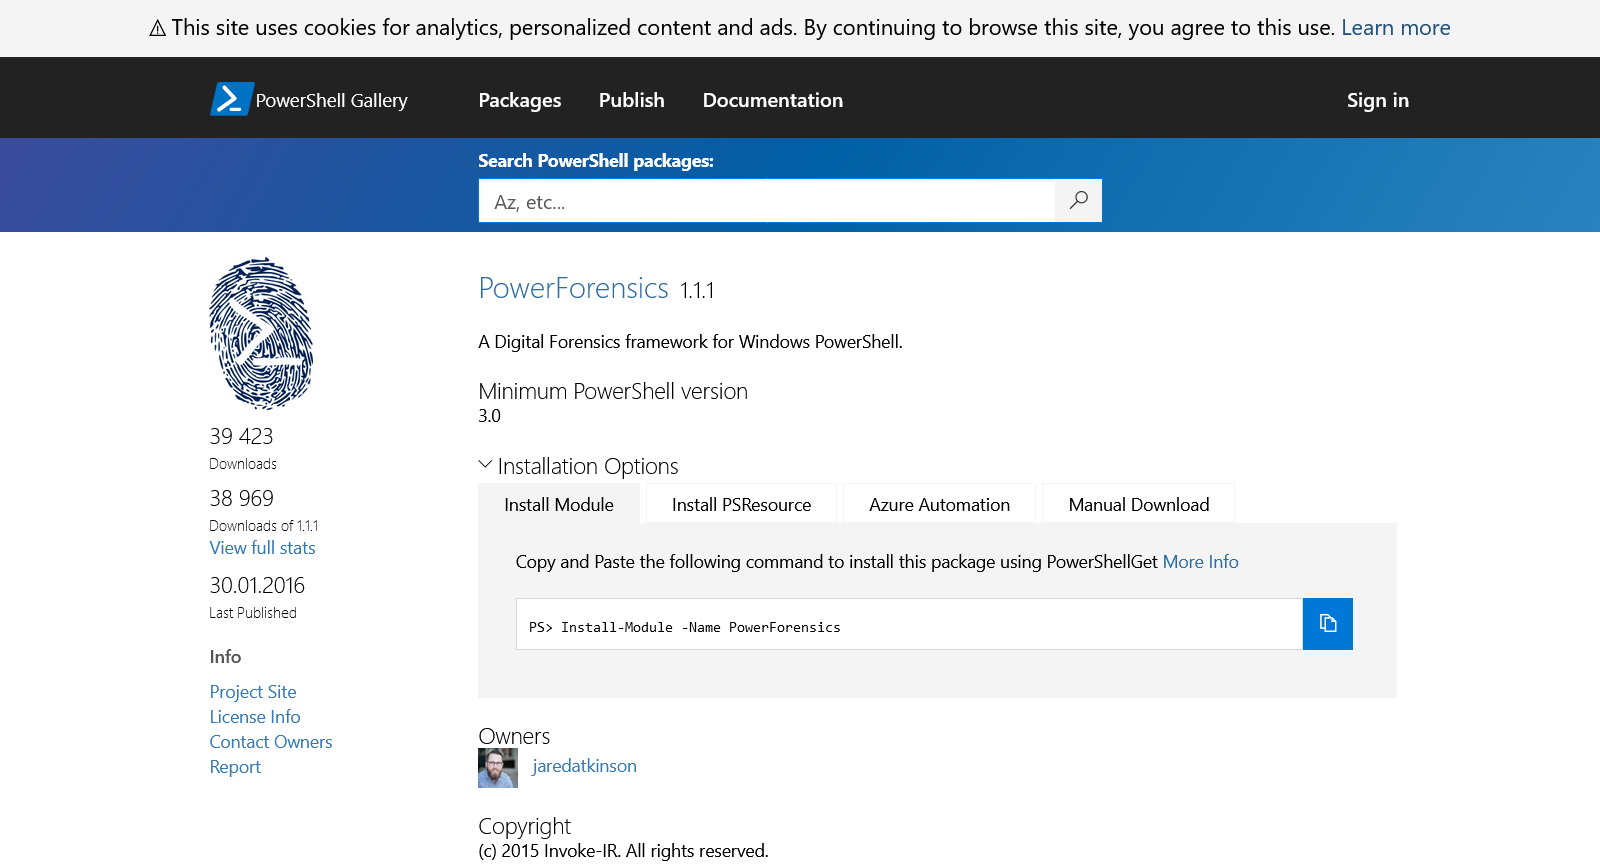 ⚠ This site uses cookies for analytics, personalized content and ads. By continuing to browse this site, you agree to this use. Learn more
PowerShell Gallery
Packages
Publish
Documentation
Sign in
Search PowerShell packages:
Az, etc...
39 423
Downloads
38 969
Downloads of 1.1.1
View full stats
30.01.2016
Last Published
Info
Project Site
License Info
Contact Owners
Report
PowerForensics 1.1.1
A Digital Forensics framework for Windows PowerShell.
Minimum PowerShell version
3.0
Installation Options
Install Module
Install PSResource
Azure Automation
Manual Download
Copy and Paste the following command to install this package using PowerShellGet More Info
PS> Install-Module -Name PowerForensics
Owners
jaredatkinson
Copyright
(c) 2015 Invoke-IR. All rights reserved.